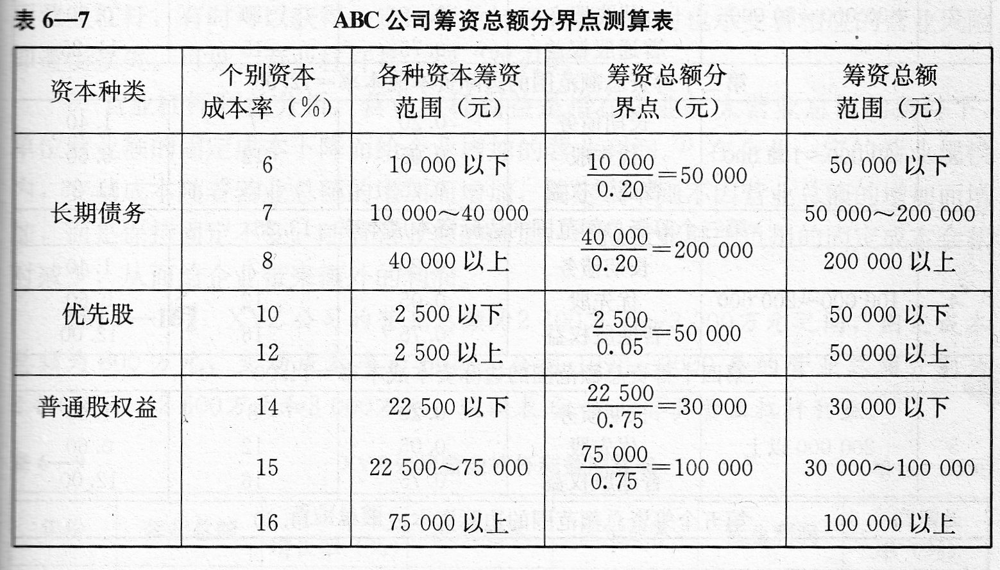 表 6—7 ABC 公司筹资总额分界点测算表
资本种类 个别资本成本率（%） 各种资本筹资范围（元） 筹资总额分界点（元） 筹资总额范围（元）
长期债务 6 10 000 以下 10 000/0.20=50 000 50 000 以下
7 10 000～40 000 50 000～200 000
8 40 000 以上 40 000/0.20=200 000 200 000 以上
优先股 10 2 500 以下 2 500/0.05=50 000 50 000 以下
12 2 500 以上 50 000 以上
普通股权益 14 22 500 以下 22 500/0.75=30 000 30 000 以下
15 22 500～75 000 75 000/0.75=100 000 30 000～100 000
16 75 000 以上 100 000 以上